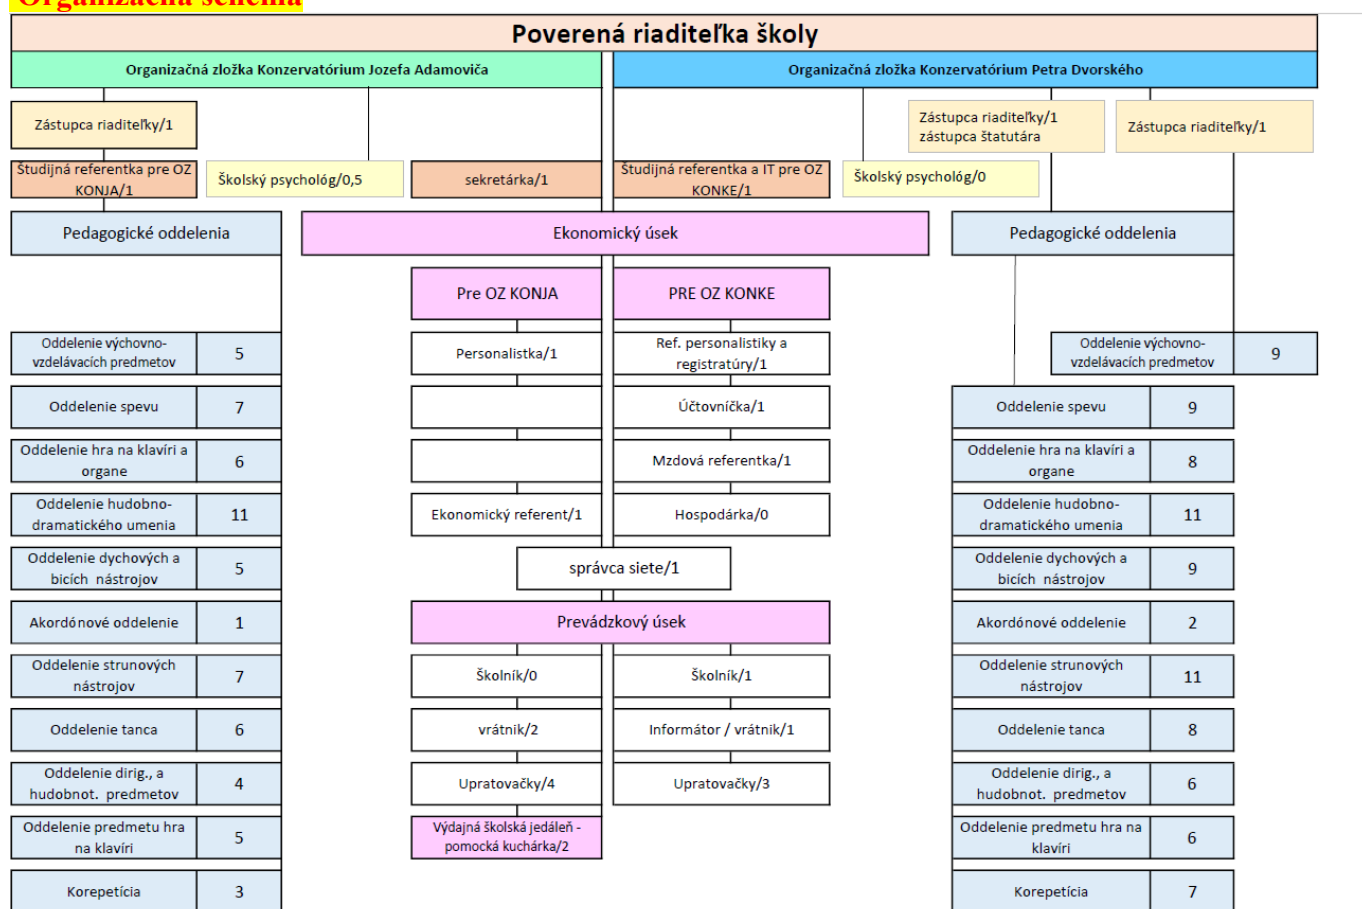 Organizačná schéma
Poverená riaditeľka školy
Organizačná zložka Konzervatórium Jozefa Adamoviča
Organizačná zložka Konzervatórium Petra Dvorského
Zástupca riaditeľky/1
Zástupca riaditeľky/1
zástupca štatutára
Zástupca riaditeľky/1
Študijná referentka pre OZ
KONJA/1
Školský psychológ/0,5
sekretárka/1
Študijná referentka a IT pre OZ
KONKE/1
Školský psychológ/0
Pedagogické oddelenia
Ekonomický úsek
Pedagogické oddelenia
Pre OZ KONJA
PRE OZ KONKE
Oddelenie výchovno-
vzdelávacích predmetov
5
Personalistka/1
Ref. personalistiky a
registratúry/1
Oddelenie výchovno-
vzdelávacích predmetov
9
Oddelenie spevu
7
Účtovníčka/1
Oddelenie spevu
9
Oddelenie hra na klavíri a
organe
6
Mzdová referentka/1
Oddelenie hra na klavíri a
organe
8
Oddelenie hudobno-
dramatického umenia
11
Ekonomický referent/1
Hospodárka/0
Oddelenie hudobno-
dramatického umenia
11
Oddelenie dychových a
bicích nástrojov
5
správca siete/1
Oddelenie dychových a
bicích nástrojov
9
Akordónové oddelenie
1
Prevádzkový úsek
Akordónové oddelenie
2
Oddelenie strunových
nástrojov
7
Školník/0
Školník/1
Oddelenie strunových
nástrojov
11
Oddelenie tanca
6
vrátnik/2
Informátor / vrátnik/1
Oddelenie tanca
8
Oddelenie dirig., a
hudobnot. predmetov
4
Upratovačky/4
Upratovačky/3
Oddelenie dirig., a
hudobnot. predmetov
6
Oddelenie predmetu hra
na klavíri
5
Výdajná školská jedáleň -
pomocká kuchárka/2
Oddelenie predmetu hra na
klavíri
6
Korepetícia
3
Korepetícia
7